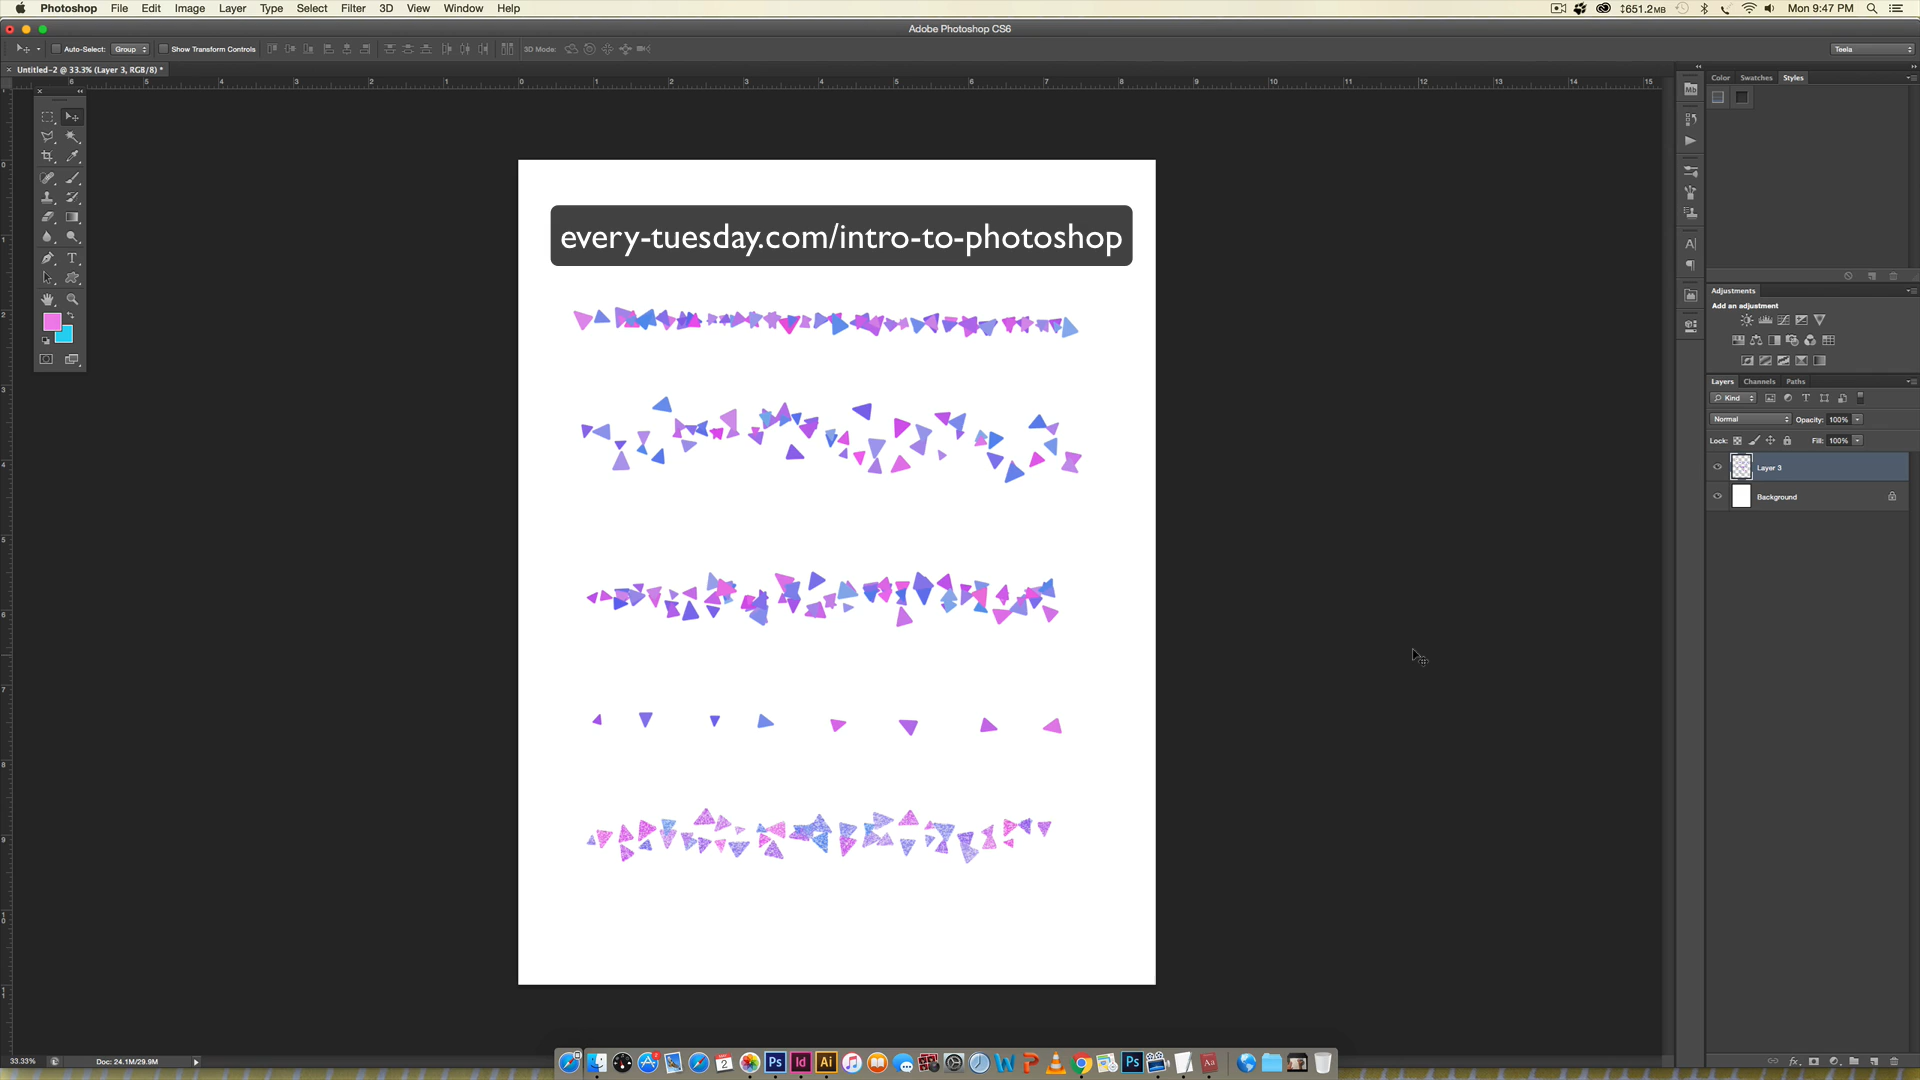 Photoshop File Edit Image Layer Type Select Filter 3D View Window Help
651.2MB
Mon 9:47 PM
Adobe Photoshop CS6
Auto-Select: Group Show Transform Controls 3D Mode: Teela
Untitled-2 @ 33.3% (Layer 3, RGB/8) *
Color Swatches Styles
every-tuesday.com/intro-to-photoshop
Adjustments
Add an adjustment
Layers Channels Paths
Kind
Normal Opacity: 100%
Lock: Fill: 100%
Layer 3
Background
33.33% Doc: 24.1M/29.9M